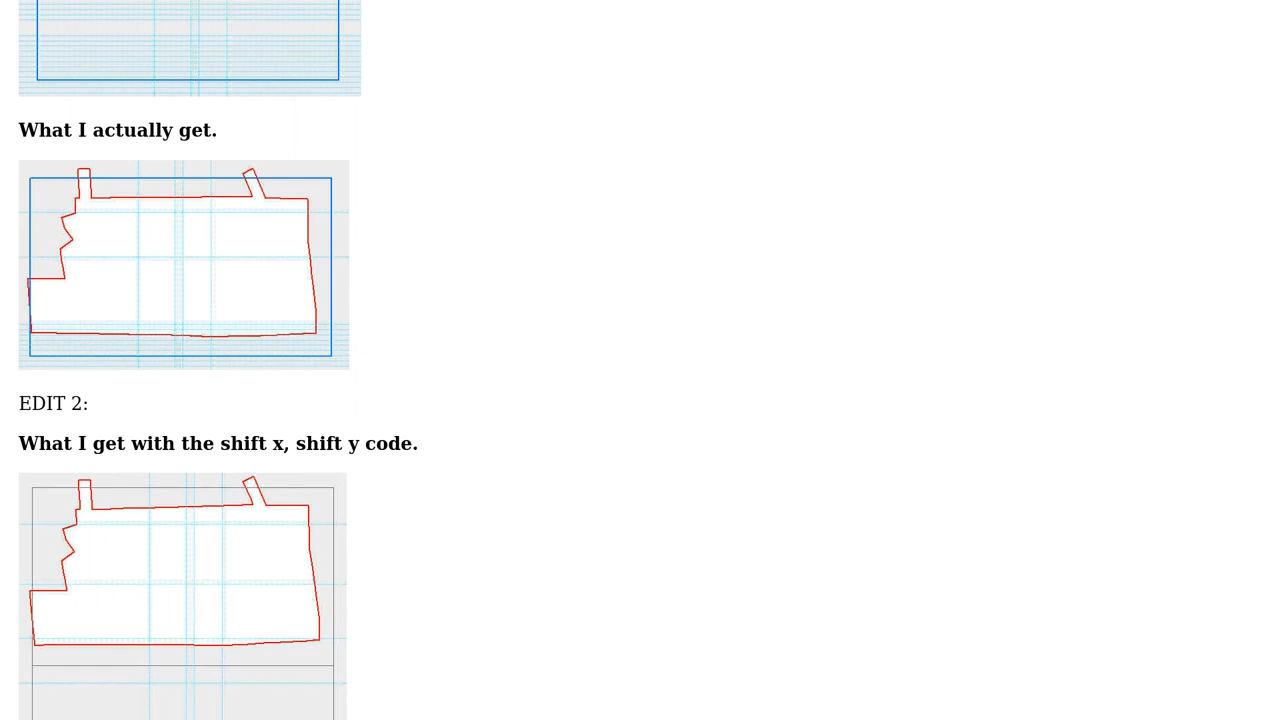 What I actually get.
EDIT 2:
What I get with the shift x, shift y code.